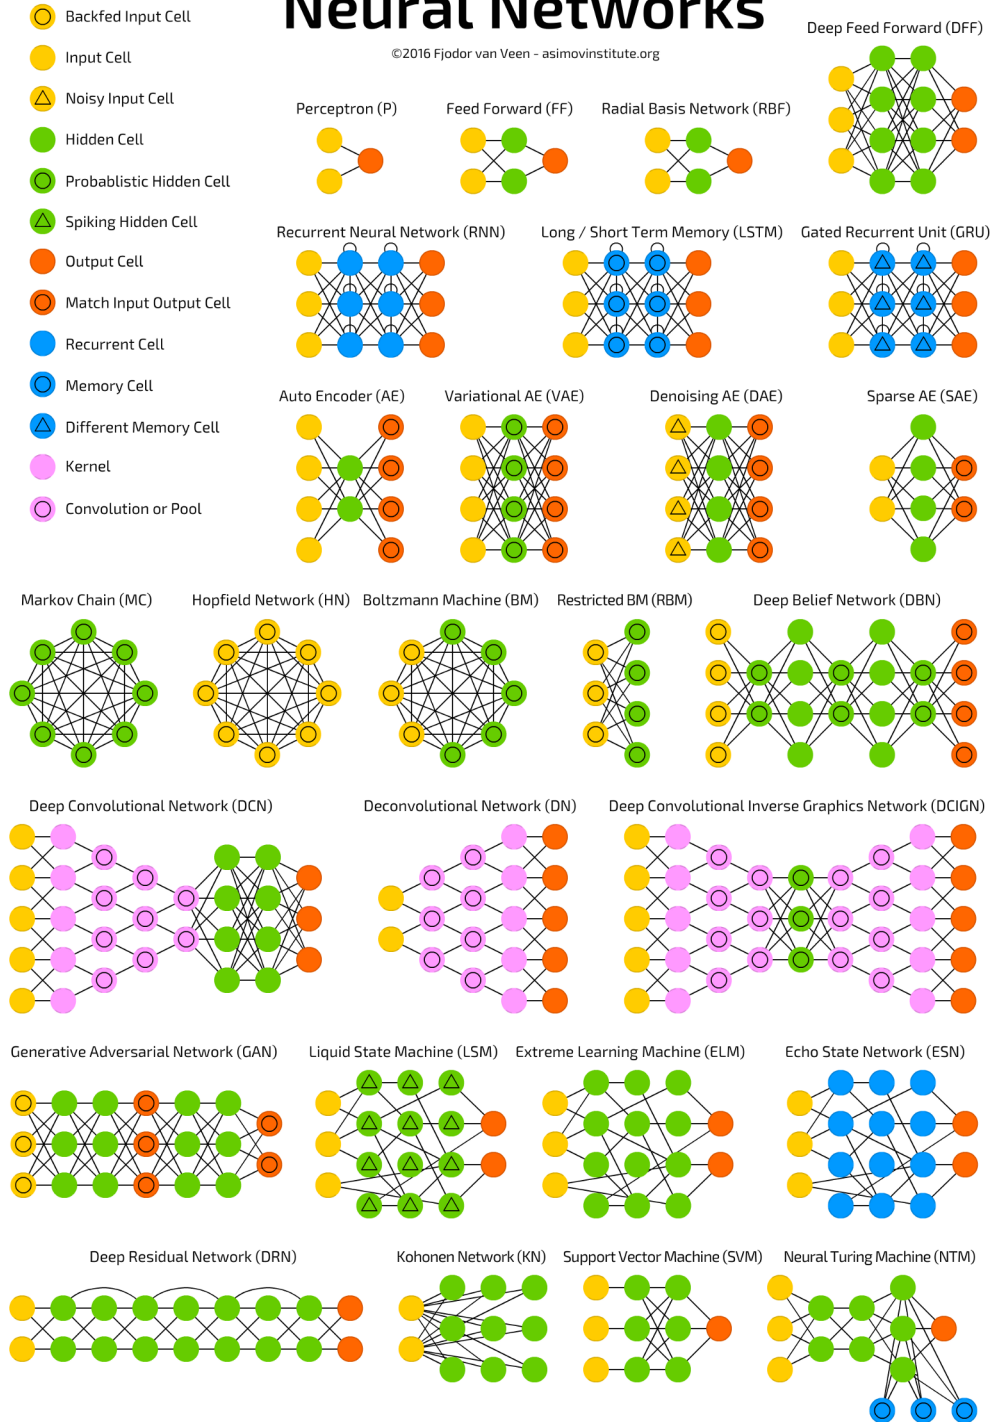 Neural Networks
©2016 Fjodor van Veen - asimovinstitute.org
Backfed Input Cell
Input Cell
Noisy Input Cell
Hidden Cell
Probablistic Hidden Cell
Spiking Hidden Cell
Output Cell
Match Input Output Cell
Recurrent Cell
Memory Cell
Different Memory Cell
Kernel
Convolution or Pool
Deep Feed Forward (DFF)
Perceptron (P)
Feed Forward (FF)
Radial Basis Network (RBF)
Recurrent Neural Network (RNN)
Long / Short Term Memory (LSTM)
Gated Recurrent Unit (GRU)
Auto Encoder (AE)
Variational AE (VAE)
Denoising AE (DAE)
Sparse AE (SAE)
Markov Chain (MC)
Hopfield Network (HN)
Boltzmann Machine (BM)
Restricted BM (RBM)
Deep Belief Network (DBN)
Deep Convolutional Network (DCN)
Deconvolutional Network (DN)
Deep Convolutional Inverse Graphics Network (DCIGN)
Generative Adversarial Network (GAN)
Liquid State Machine (LSM)
Extreme Learning Machine (ELM)
Echo State Network (ESN)
Deep Residual Network (DRN)
Kohonen Network (KN)
Support Vector Machine (SVM)
Neural Turing Machine (NTM)